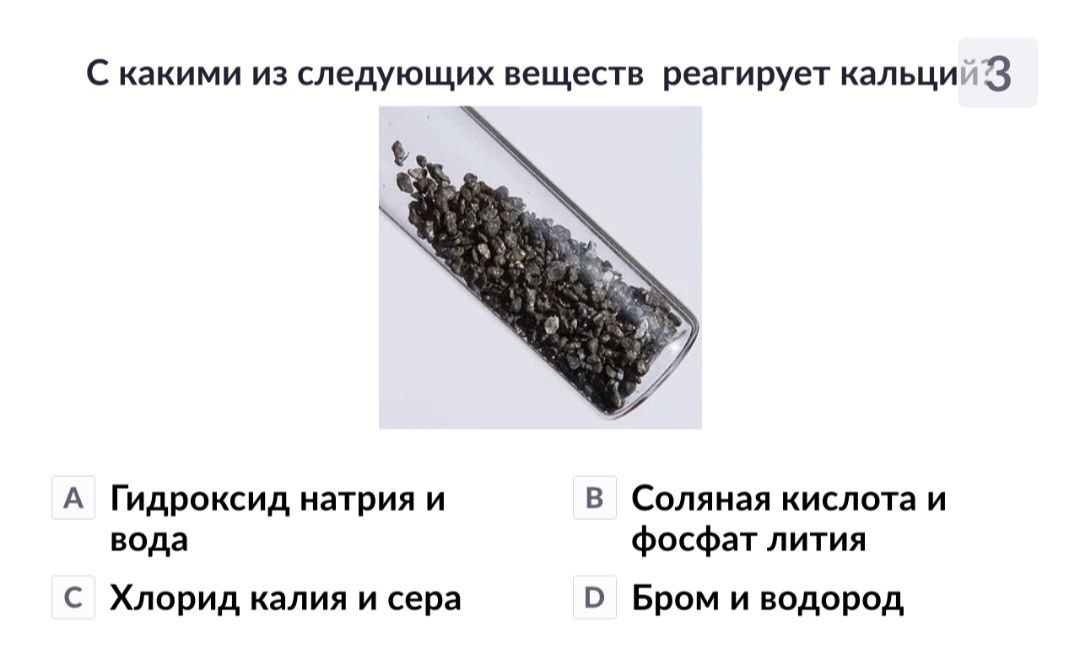 С какими из следующих веществ реагирует кальций?
3
A Гидроксид натрия и
вода
B Соляная кислота и
фосфат лития
C Хлорид калия и сера
D Бром и водород